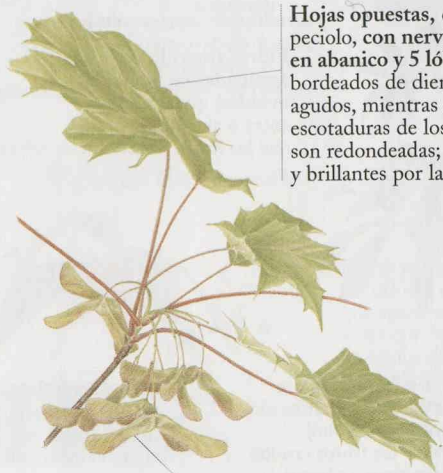 Hojas opuestas,
peciolo, con nerv
en abanico y 5 ló
bordeados de dien
agudos, mientras
escotaduras de los
son redondeadas;
y brillantes por la